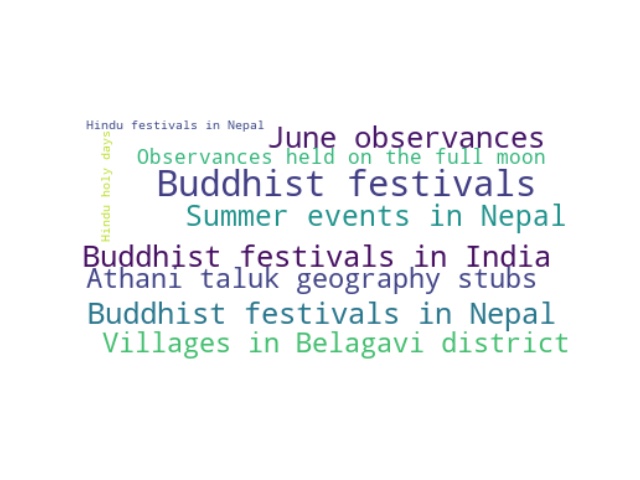 Hindu festivals in Nepal
June observances
Hindu holy days
Observances held on the full moon
Buddhist festivals
Summer events in Nepal
Buddhist festivals in India
Athani taluk geography stubs
Buddhist festivals in Nepal
Villages in Belagavi district